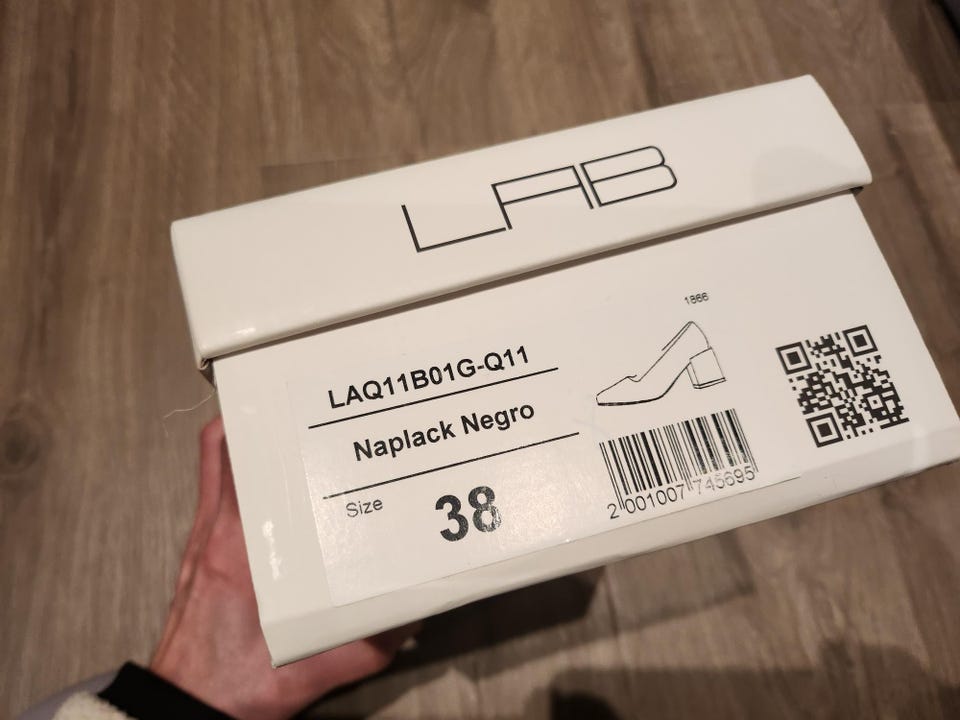 LAB
1866
LAQ11B01G-Q11
Naplack Negro
Size 38
2 001007 745695